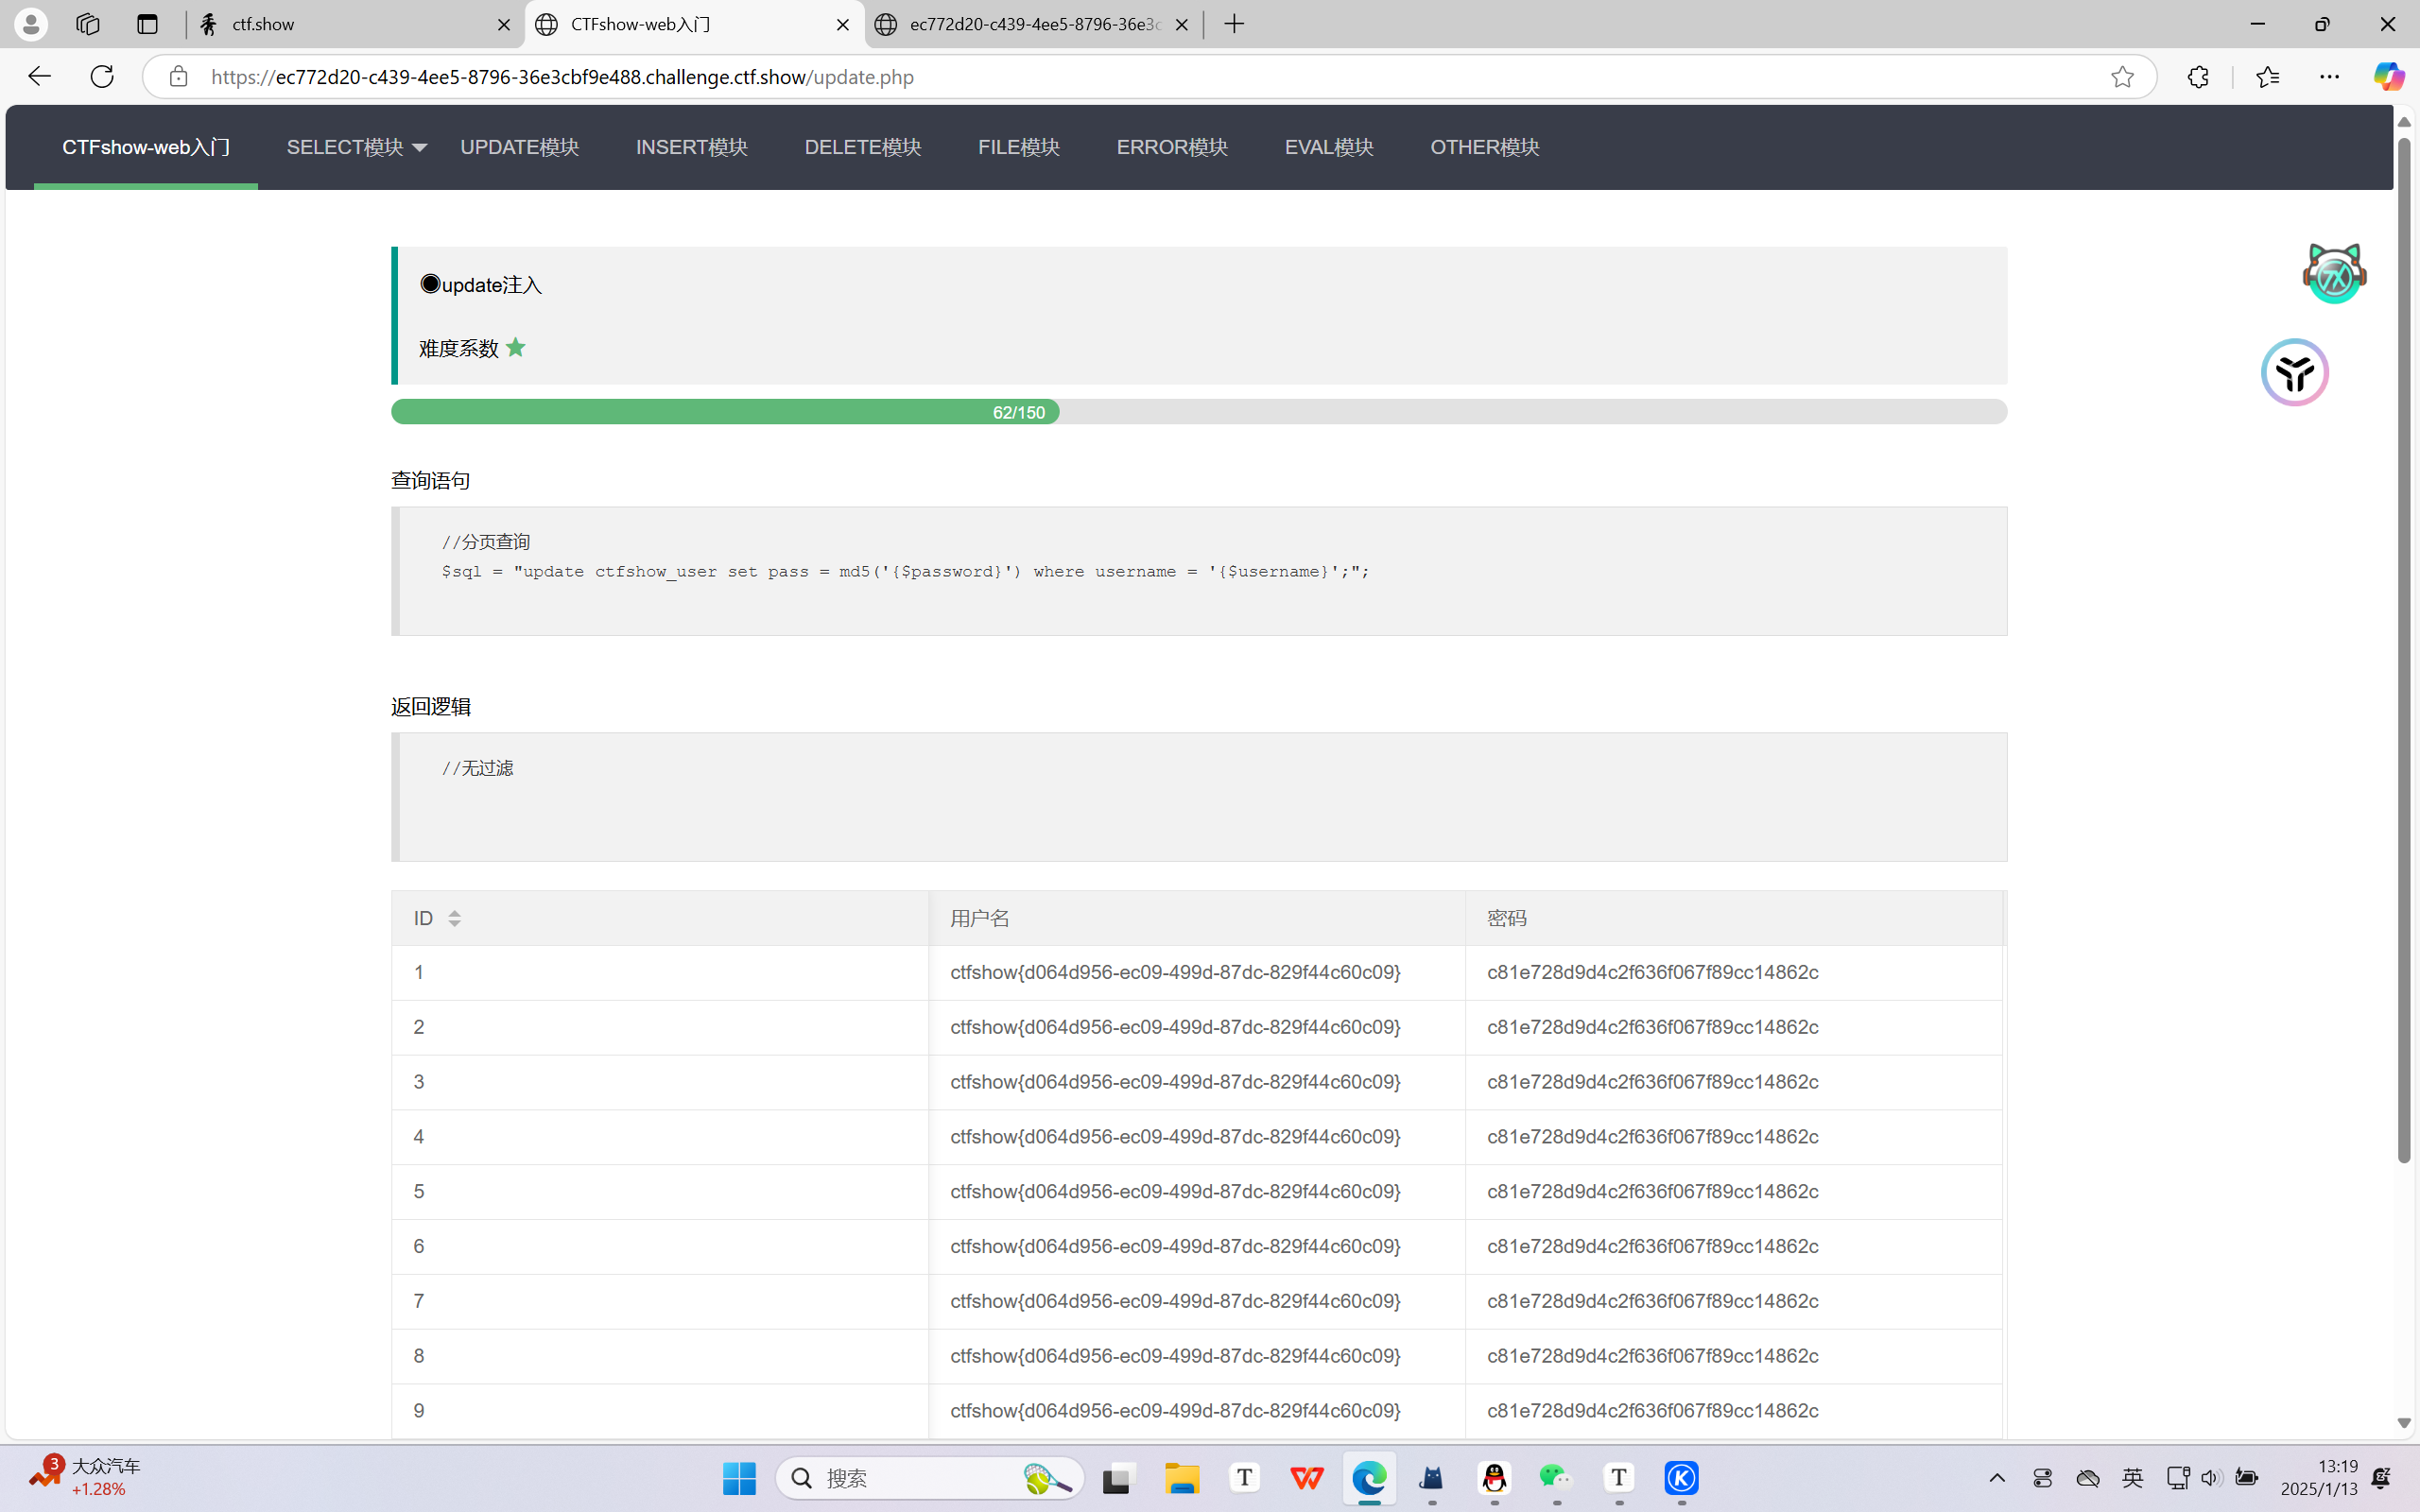 ctf.show
CTFshow-web入门
ec772d20-c439-4ee5-8796-36e3c
https://ec772d20-c439-4ee5-8796-36e3cbf9e488.challenge.ctf.show/update.php
CTFshow-web入门 SELECT模块 UPDATE模块 INSERT模块 DELETE模块 FILE模块 ERROR模块 EVAL模块 OTHER模块
◉update注入
难度系数
62/150
查询语句
//分页查询
$sql = "update ctfshow_user set pass = md5('{$password}') where username = '{$username}';";
返回逻辑
//无过滤
ID 用户名 密码
1 ctfshow{d064d956-ec09-499d-87dc-829f44c60c09} c81e728d9d4c2f636f067f89cc14862c
2 ctfshow{d064d956-ec09-499d-87dc-829f44c60c09} c81e728d9d4c2f636f067f89cc14862c
3 ctfshow{d064d956-ec09-499d-87dc-829f44c60c09} c81e728d9d4c2f636f067f89cc14862c
4 ctfshow{d064d956-ec09-499d-87dc-829f44c60c09} c81e728d9d4c2f636f067f89cc14862c
5 ctfshow{d064d956-ec09-499d-87dc-829f44c60c09} c81e728d9d4c2f636f067f89cc14862c
6 ctfshow{d064d956-ec09-499d-87dc-829f44c60c09} c81e728d9d4c2f636f067f89cc14862c
7 ctfshow{d064d956-ec09-499d-87dc-829f44c60c09} c81e728d9d4c2f636f067f89cc14862c
8 ctfshow{d064d956-ec09-499d-87dc-829f44c60c09} c81e728d9d4c2f636f067f89cc14862c
9 ctfshow{d064d956-ec09-499d-87dc-829f44c60c09} c81e728d9d4c2f636f067f89cc14862c
3
大众汽车
+1.28%
搜索
英
13:19
2025/1/13